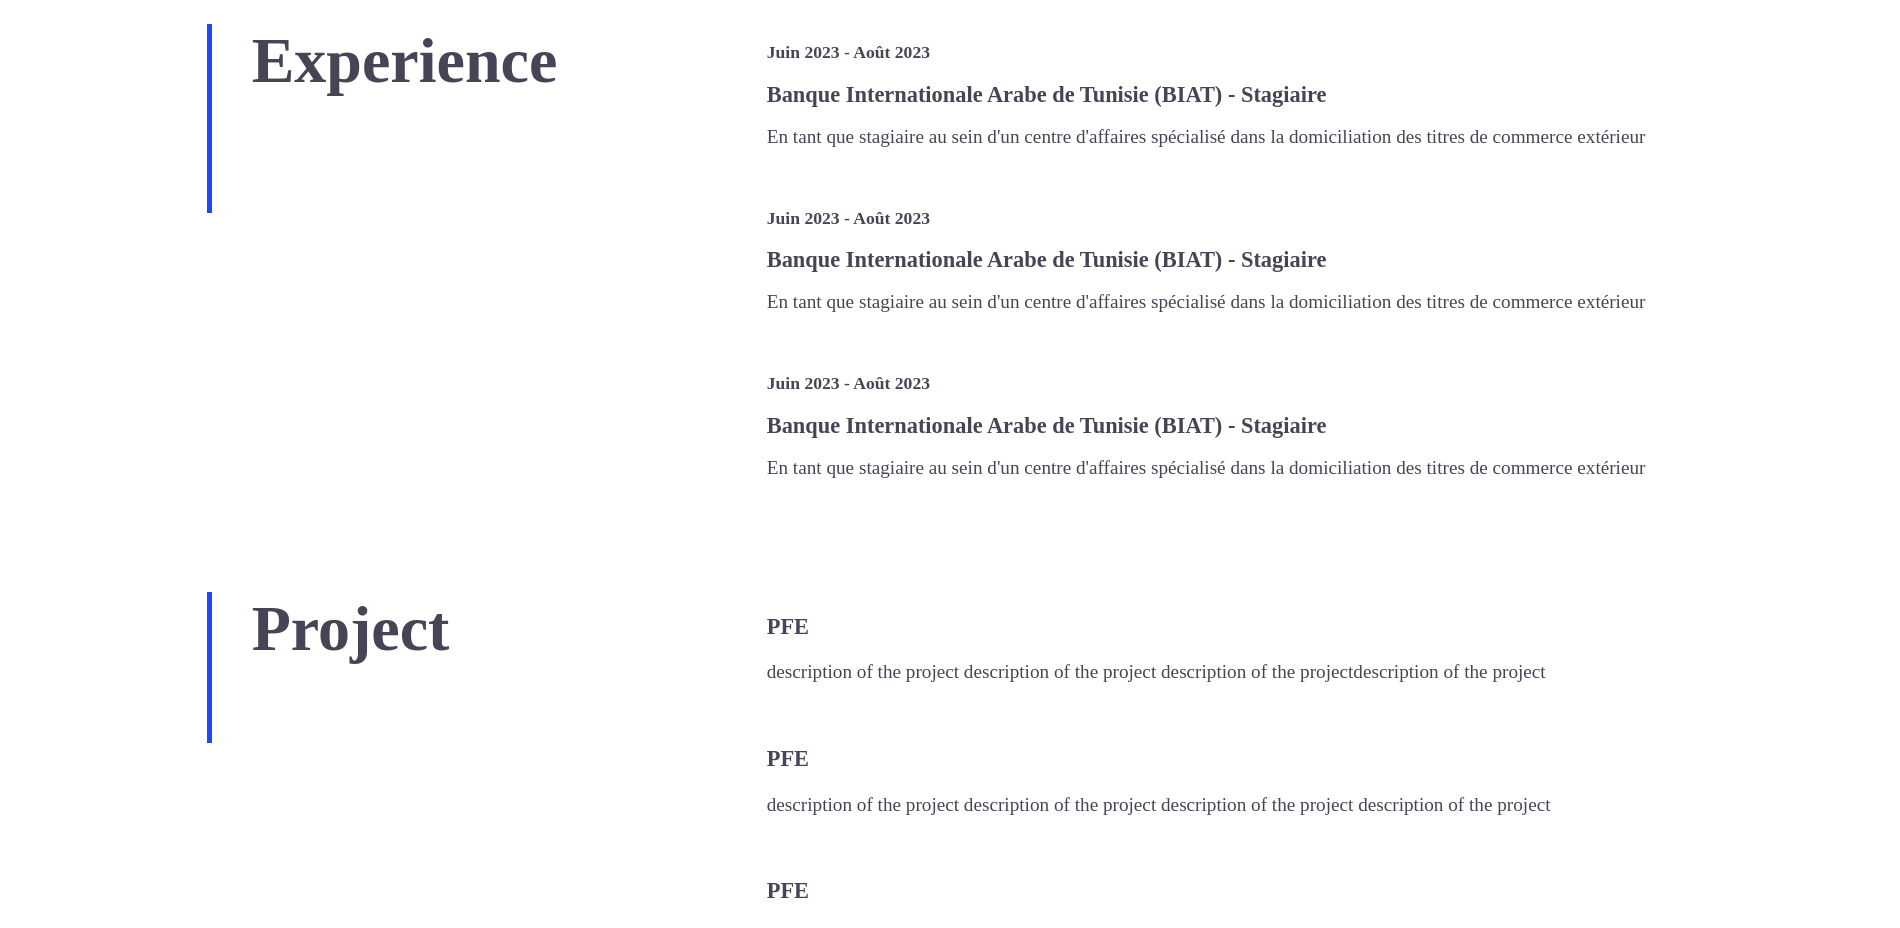 Experience
Juin 2023 - Août 2023
Banque Internationale Arabe de Tunisie (BIAT) - Stagiaire
En tant que stagiaire au sein d'un centre d'affaires spécialisé dans la domiciliation des titres de commerce extérieur
Juin 2023 - Août 2023
Banque Internationale Arabe de Tunisie (BIAT) - Stagiaire
En tant que stagiaire au sein d'un centre d'affaires spécialisé dans la domiciliation des titres de commerce extérieur
Juin 2023 - Août 2023
Banque Internationale Arabe de Tunisie (BIAT) - Stagiaire
En tant que stagiaire au sein d'un centre d'affaires spécialisé dans la domiciliation des titres de commerce extérieur
Project
PFE
description of the project description of the project description of the projectdescription of the project
PFE
description of the project description of the project description of the project description of the project
PFE